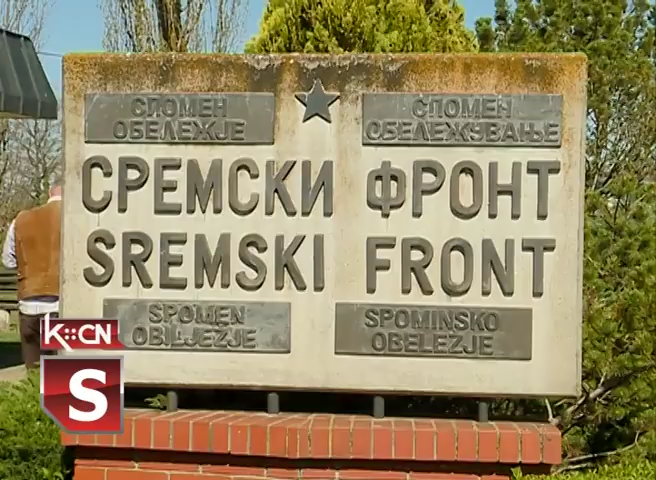 СПОМЕН
ОБЕЛЕЖЈЕ
СПОМЕН
ОБЕЛЕЖУВАЊЕ
СРЕМСКИ ФРОНТ
SREMSKI FRONT
SPOMEN
OBILJEZJE
SPOMINSKO
OBELEZJE
K::CN
S